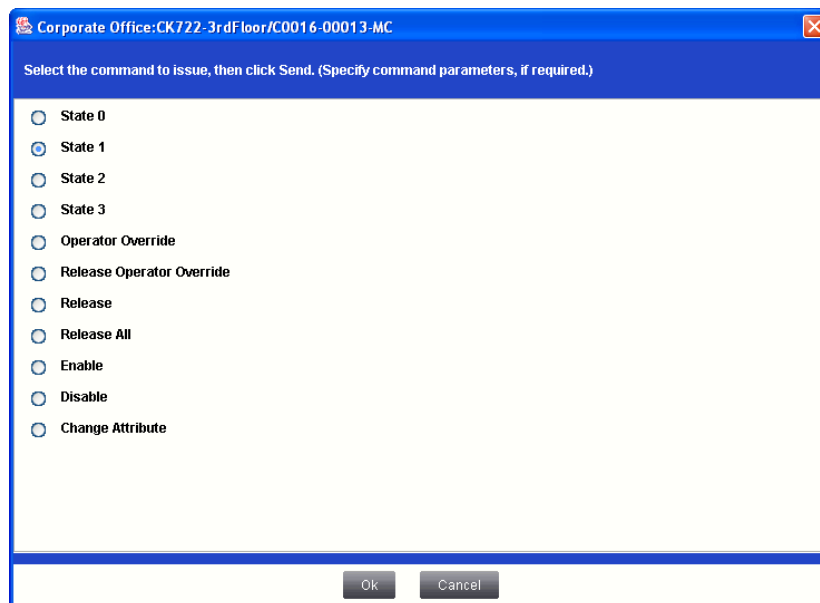 Corporate Office:CK722-3rdFloor/C0016-00013-MC
Select the command to issue, then click Send. (Specify command parameters, if required.)
State 0
State 1
State 2
State 3
Operator Override
Release Operator Override
Release
Release All
Enable
Disable
Change Attribute
Ok Cancel